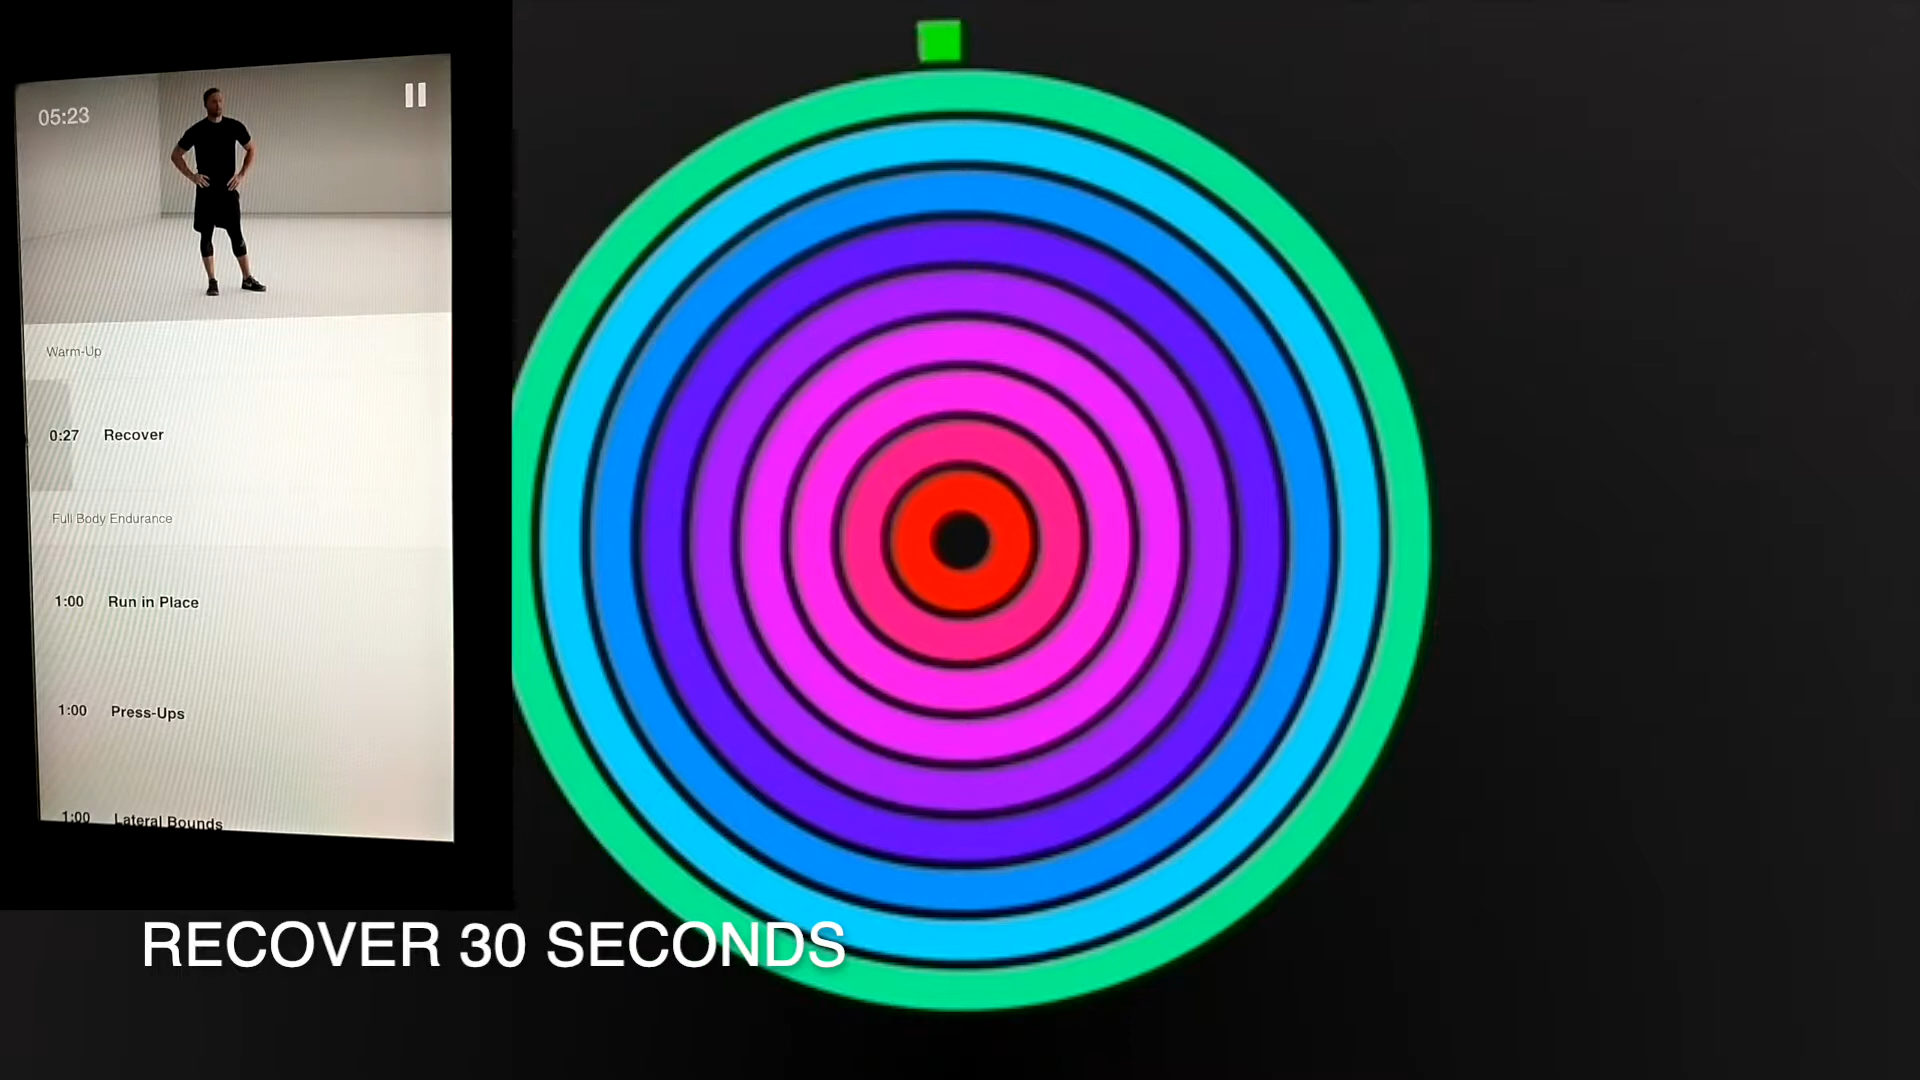 05:23
Warm-Up
0:27 Recover
Full Body Endurance
1:00 Run in Place
1:00 Press-Ups
1:00 Lateral Bounds
RECOVER 30 SECONDS